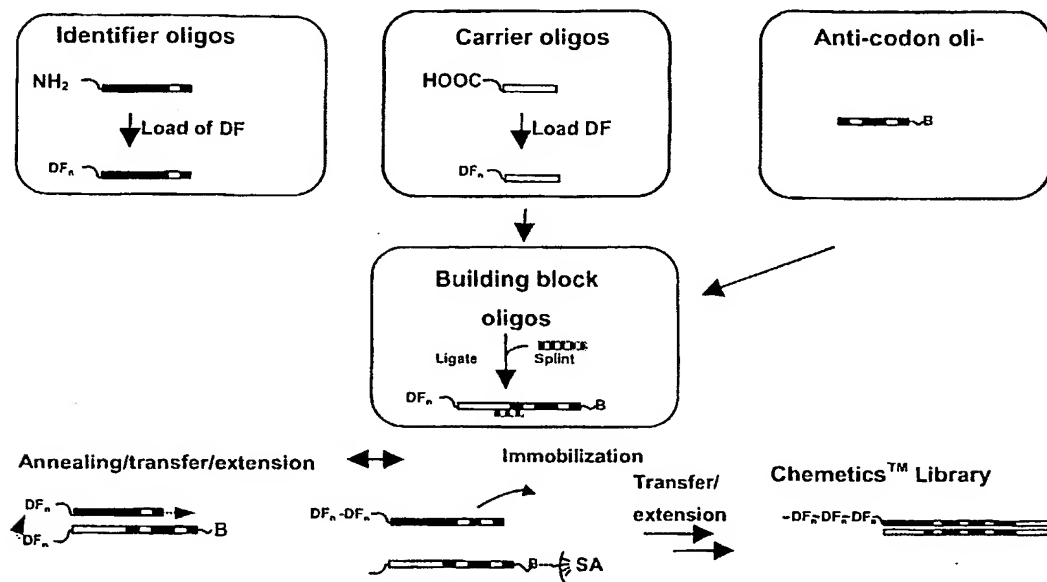 Identifier oligos
NH₂
Load of DF
DFₙ
Carrier oligos
HOOC
Load DF
DFₙ
Anti-codon oli-
B
Building block
oligos
Ligate
Splint
DFₙ
B
Annealing/transfer/extension
DFₙ
DFₙ
B
Immobilization
DFₙ-DFₙ
B
SA
Transfer/
extension
Chemetics™ Library
-DFₙ-DFₙ-DFₙ